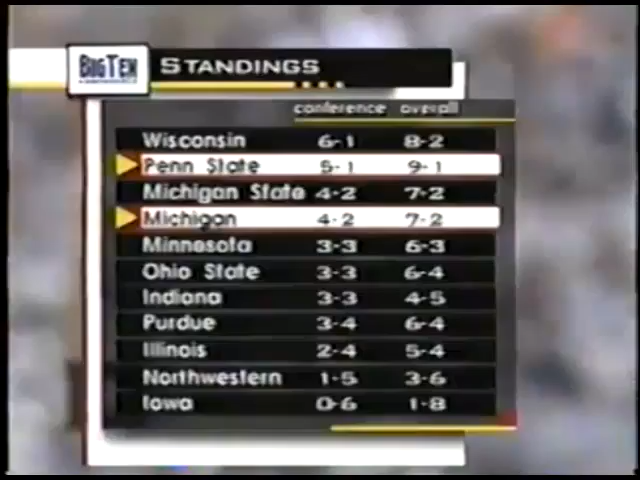 BIGTEN STANDINGS
conference overall
Wisconsin 6-1 8-2
Penn State 5-1 9-1
Michigan State 4-2 7-2
Michigan 4-2 7-2
Minnesota 3-3 6-3
Ohio State 3-3 6-4
Indiana 3-3 4-5
Purdue 3-4 6-4
Illinois 2-4 5-4
Northwestern 1-5 3-6
Iowa 0-6 1-8